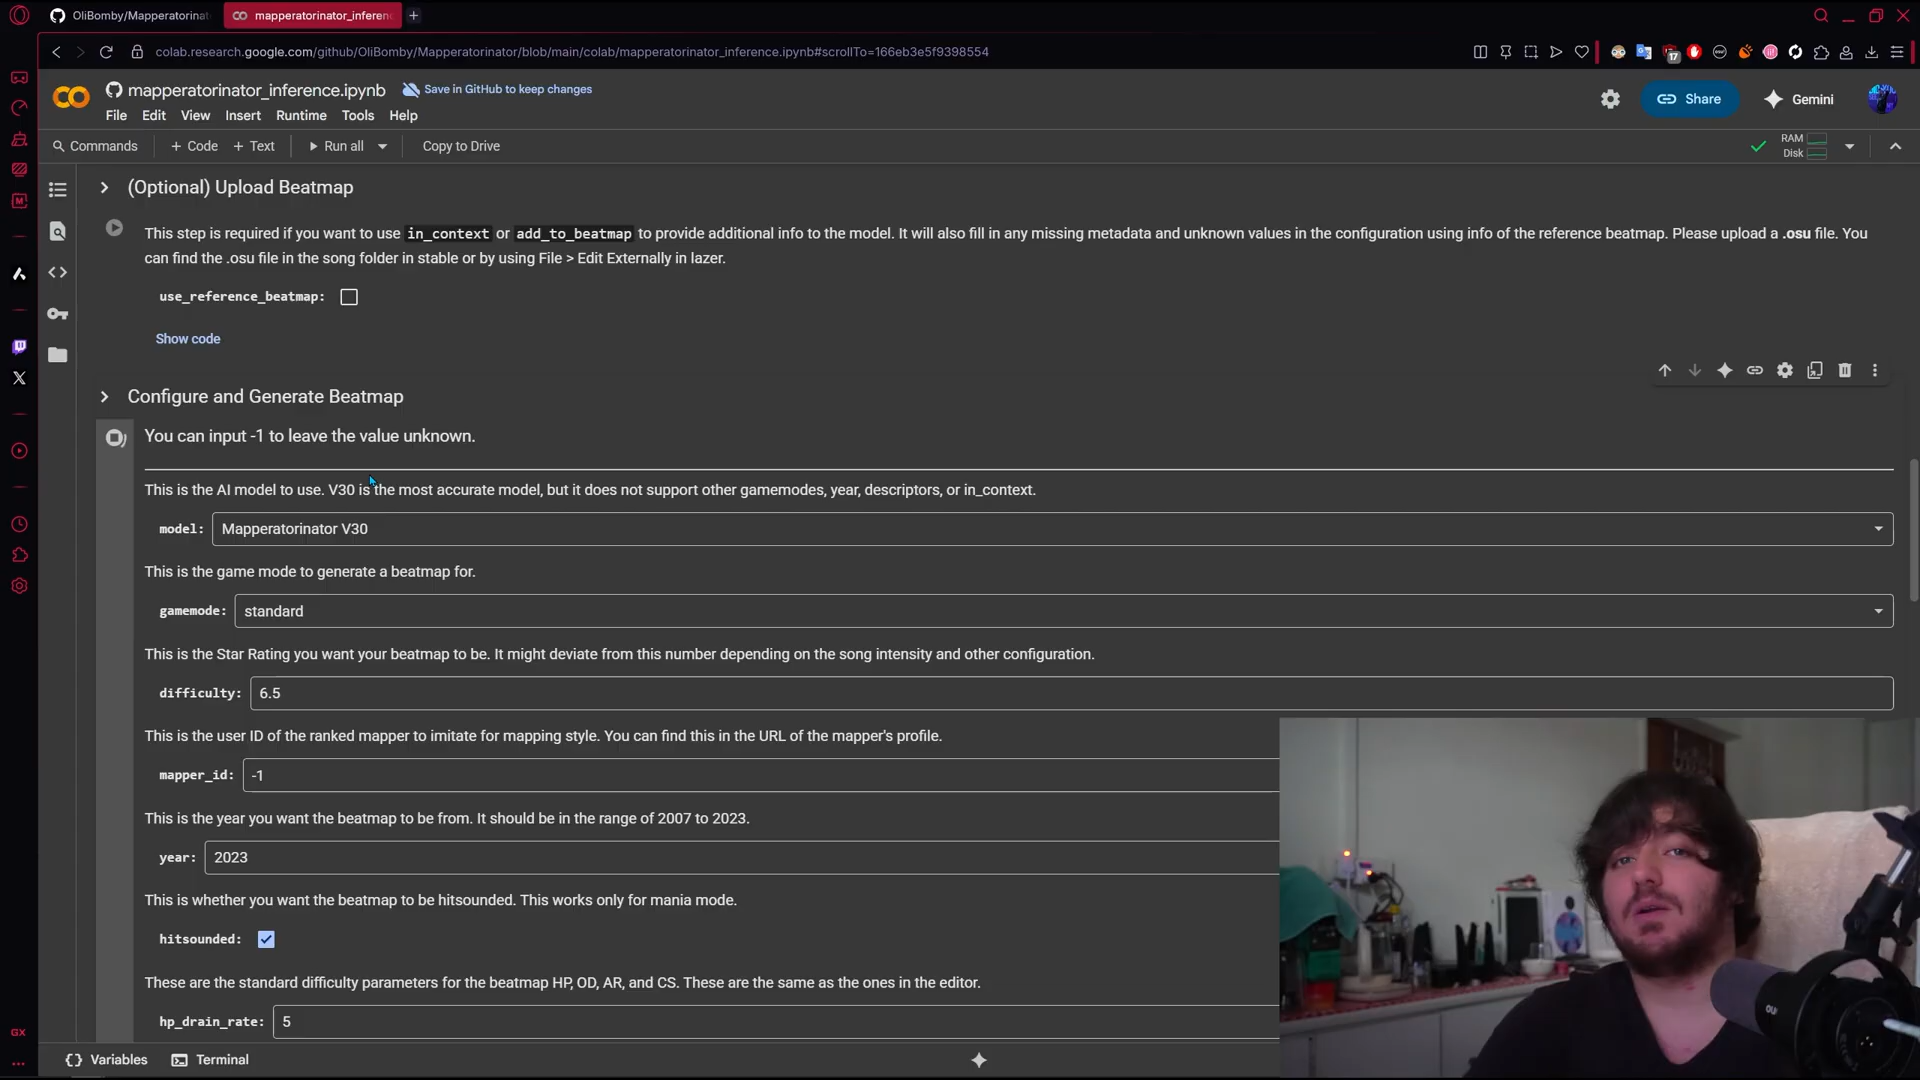 OliBomby/Mapperatorinat
mapperatorinator_inferen
colab.research.google.com/github/OliBomby/Mapperatorinator/blob/main/colab/mapperatorinator_inference.ipynb#scrollTo=166eb3e5f9398554
17
mapperatorinator_inference.ipynb
Save in GitHub to keep changes
Share
Gemini
File Edit View Insert Runtime Tools Help
Commands + Code + Text Run all Copy to Drive
RAM
Disk
(Optional) Upload Beatmap
This step is required if you want to use in_context or add_to_beatmap to provide additional info to the model. It will also fill in any missing metadata and unknown values in the configuration using info of the reference beatmap. Please upload a .osu file. You
can find the .osu file in the song folder in stable or by using File > Edit Externally in lazer.
use_reference_beatmap:
Show code
Configure and Generate Beatmap
You can input -1 to leave the value unknown.
This is the AI model to use. V30 is the most accurate model, but it does not support other gamemodes, year, descriptors, or in_context.
model: Mapperatorinator V30
This is the game mode to generate a beatmap for.
gamemode: standard
This is the Star Rating you want your beatmap to be. It might deviate from this number depending on the song intensity and other configuration.
difficulty: 6.5
This is the user ID of the ranked mapper to imitate for mapping style. You can find this in the URL of the mapper's profile.
mapper_id: -1
This is the year you want the beatmap to be from. It should be in the range of 2007 to 2023.
year: 2023
This is whether you want the beatmap to be hitsounded. This works only for mania mode.
hitsounded:
These are the standard difficulty parameters for the beatmap HP, OD, AR, and CS. These are the same as the ones in the editor.
hp_drain_rate: 5
GX
Variables Terminal